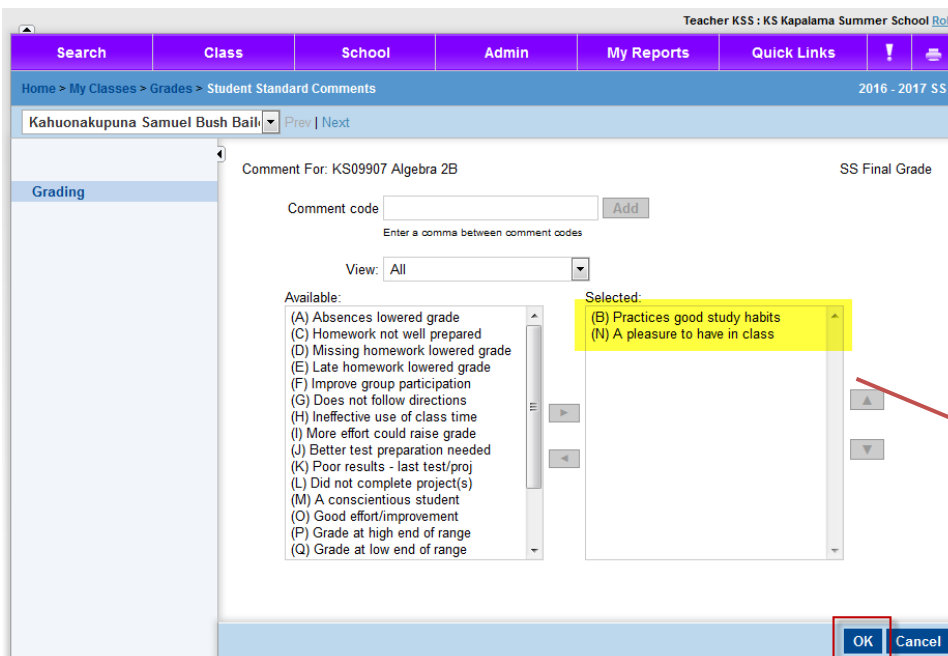 Teacher KSS : KS Kapalama Summer School Rol
Search Class School Admin My Reports Quick Links !
Home > My Classes > Grades > Student Standard Comments 2016 - 2017 SS
Kahuonakupuna Samuel Bush Baile Prev | Next
Grading
Comment For: KS09907 Algebra 2B SS Final Grade
Comment code Add
Enter a comma between comment codes
View: All
Available: Selected:
(A) Absences lowered grade
(C) Homework not well prepared
(D) Missing homework lowered grade
(E) Late homework lowered grade
(F) Improve group participation
(G) Does not follow directions
(H) Ineffective use of class time
(I) More effort could raise grade
(J) Better test preparation needed
(K) Poor results - last test/proj
(L) Did not complete project(s)
(M) A conscientious student
(O) Good effort/improvement
(P) Grade at high end of range
(Q) Grade at low end of range
(B) Practices good study habits
(N) A pleasure to have in class
OK Cancel